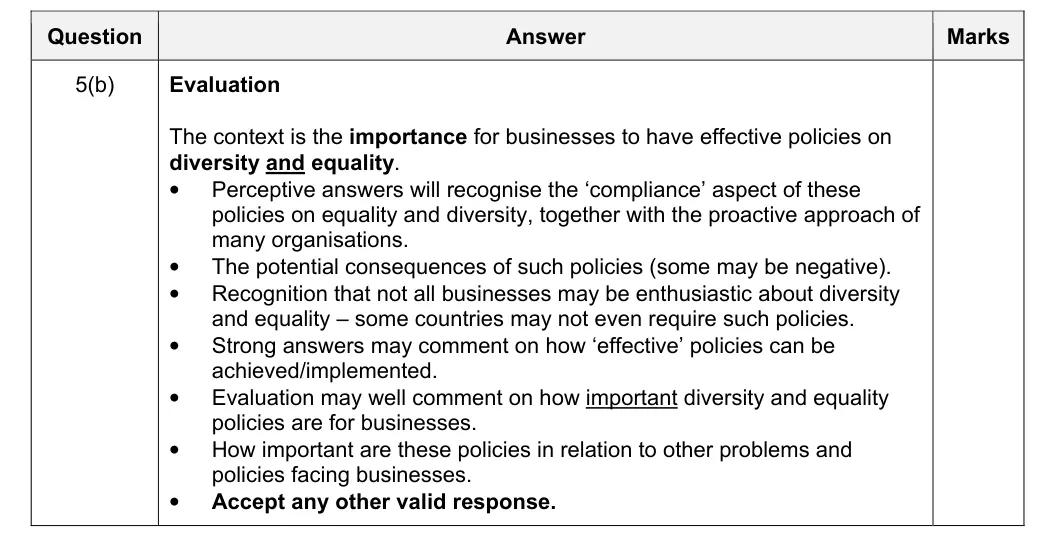 Question Answer Marks
5(b) Evaluation
The context is the importance for businesses to have effective policies on
diversity and equality.
• Perceptive answers will recognise the ‘compliance’ aspect of these
policies on equality and diversity, together with the proactive approach of
many organisations.
• The potential consequences of such policies (some may be negative).
• Recognition that not all businesses may be enthusiastic about diversity
and equality – some countries may not even require such policies.
• Strong answers may comment on how ‘effective’ policies can be
achieved/implemented.
• Evaluation may well comment on how important diversity and equality
policies are for businesses.
• How important are these policies in relation to other problems and
policies facing businesses.
• Accept any other valid response.